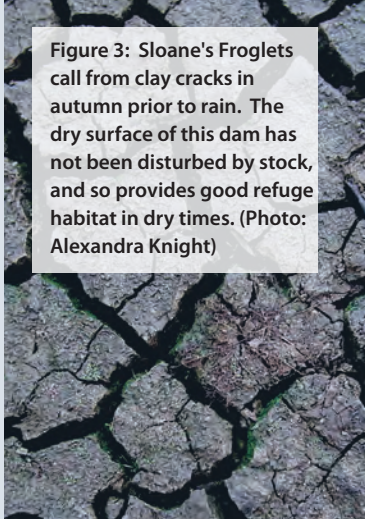 Figure 3:  Sloane's Froglets
call from clay cracks in
autumn prior to rain.  The
dry surface of this dam has
not been disturbed by stock,
and so provides good refuge
habitat in dry times. (Photo:
Alexandra Knight)